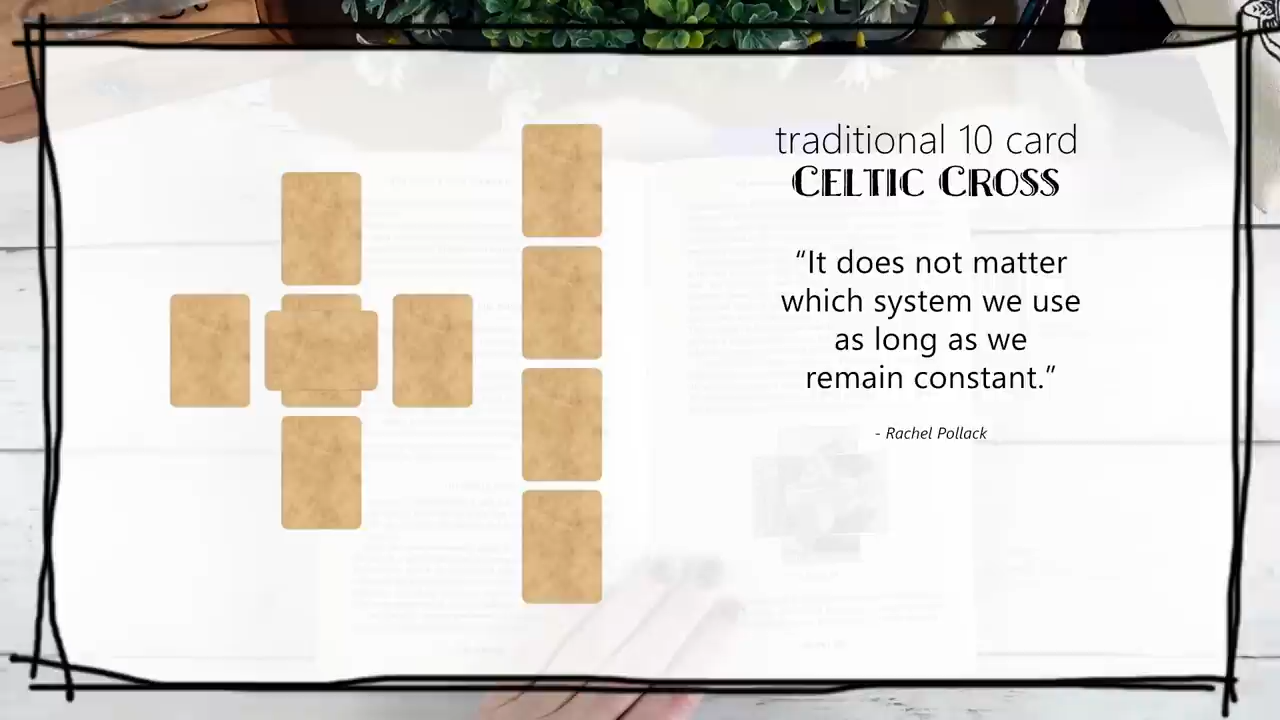 traditional 10 card
CELTIC CROSS
“It does not matter
which system we use
as long as we
remain constant.”
- Rachel Pollack